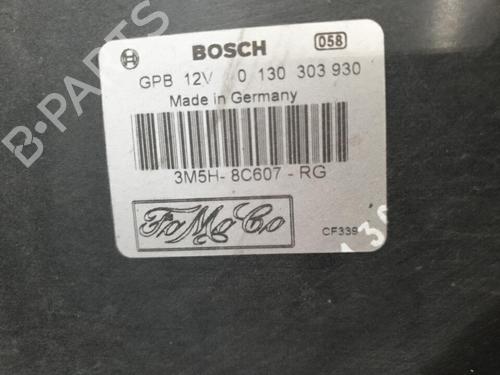 BOSCH 058
GPB 12V 0 130 303 930
Made in Germany
3M5H-8C607-RG
FoMoCo
CF339
B-PARTS